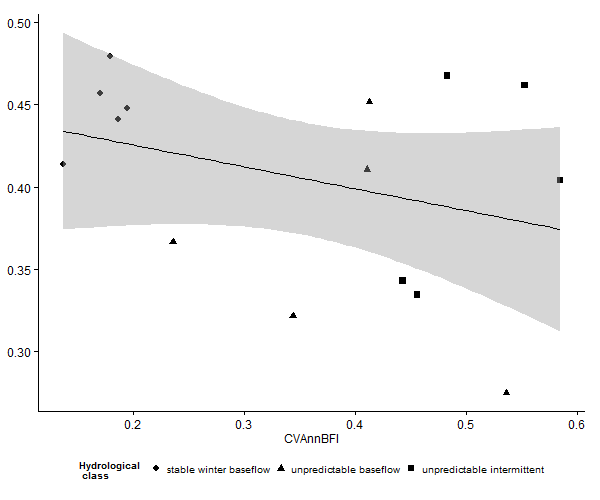 0.50
0.45
0.40
0.35
0.30
0.2 0.3 0.4 0.5 0.6
CVAnnBFI
Hydrological
class
stable winter baseflow unpredictable baseflow unpredictable intermittent